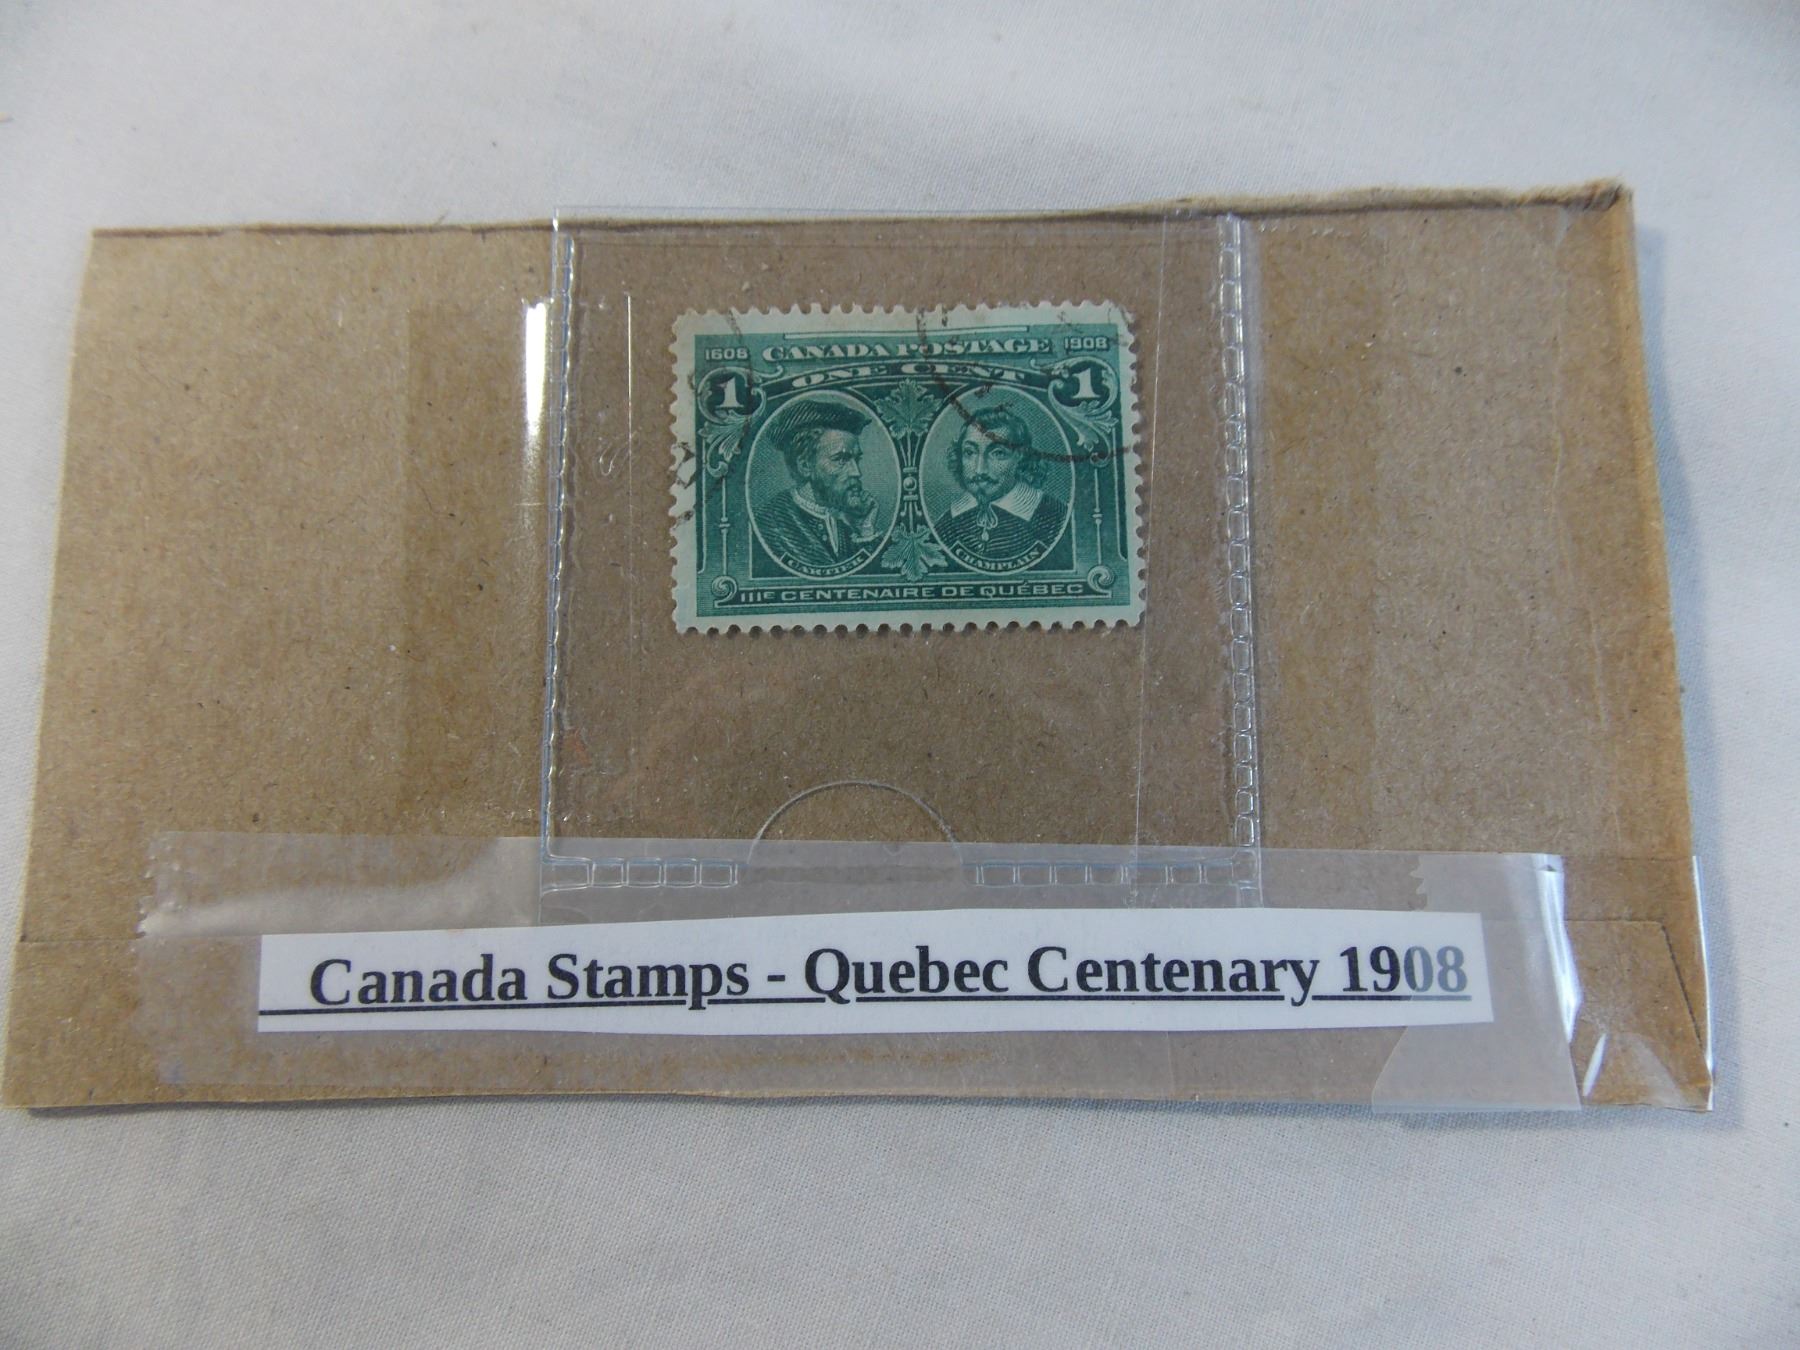 1608 CANADA POSTAGE 1908
1 ONE CENT 1
CARTIER CHAMPLAIN
IIIE CENTENAIRE DE QUÉBEC
Canada Stamps - Quebec Centenary 1908